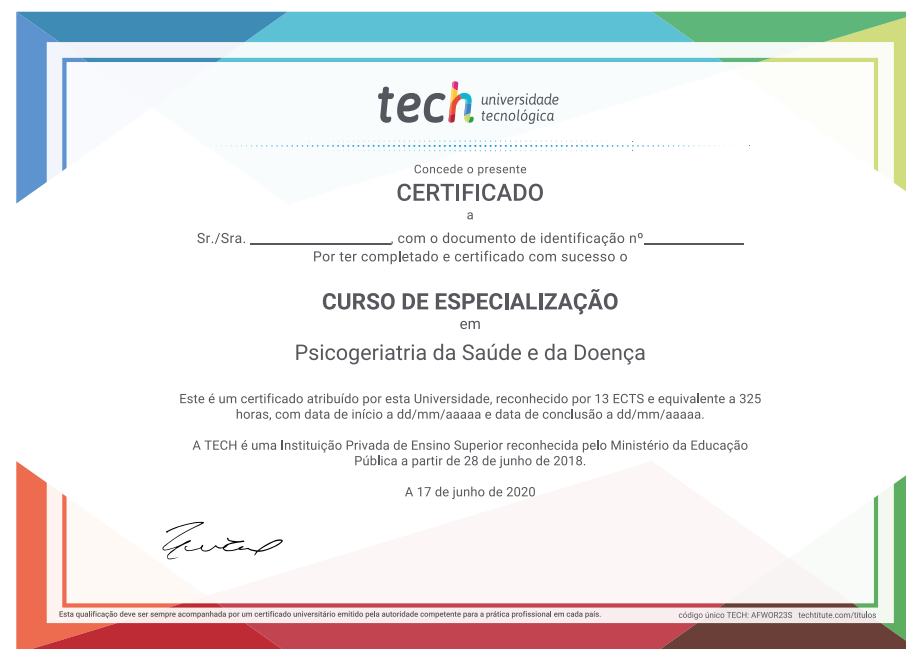 tech universidade
tecnológica
Concede o presente
CERTIFICADO
a
Sr./Sra. ____________________, com o documento de identificação nº______________
Por ter completado e certificado com sucesso o
CURSO DE ESPECIALIZAÇÃO
em
Psicogeriatria da Saúde e da Doença
Este é um certificado atribuído por esta Universidade, reconhecido por 13 ECTS e equivalente a 325
horas, com data de início a dd/mm/aaaaa e data de conclusão a dd/mm/aaaaa.
A TECH é uma Instituição Privada de Ensino Superior reconhecida pelo Ministério da Educação
Pública a partir de 28 de junho de 2018.
A 17 de junho de 2020
Esta qualificação deve ser sempre acompanhada por um certificado universitário emitido pela autoridade competente para a prática profissional em cada país.
código único TECH: AFWOR23S techtitute.com/títulos